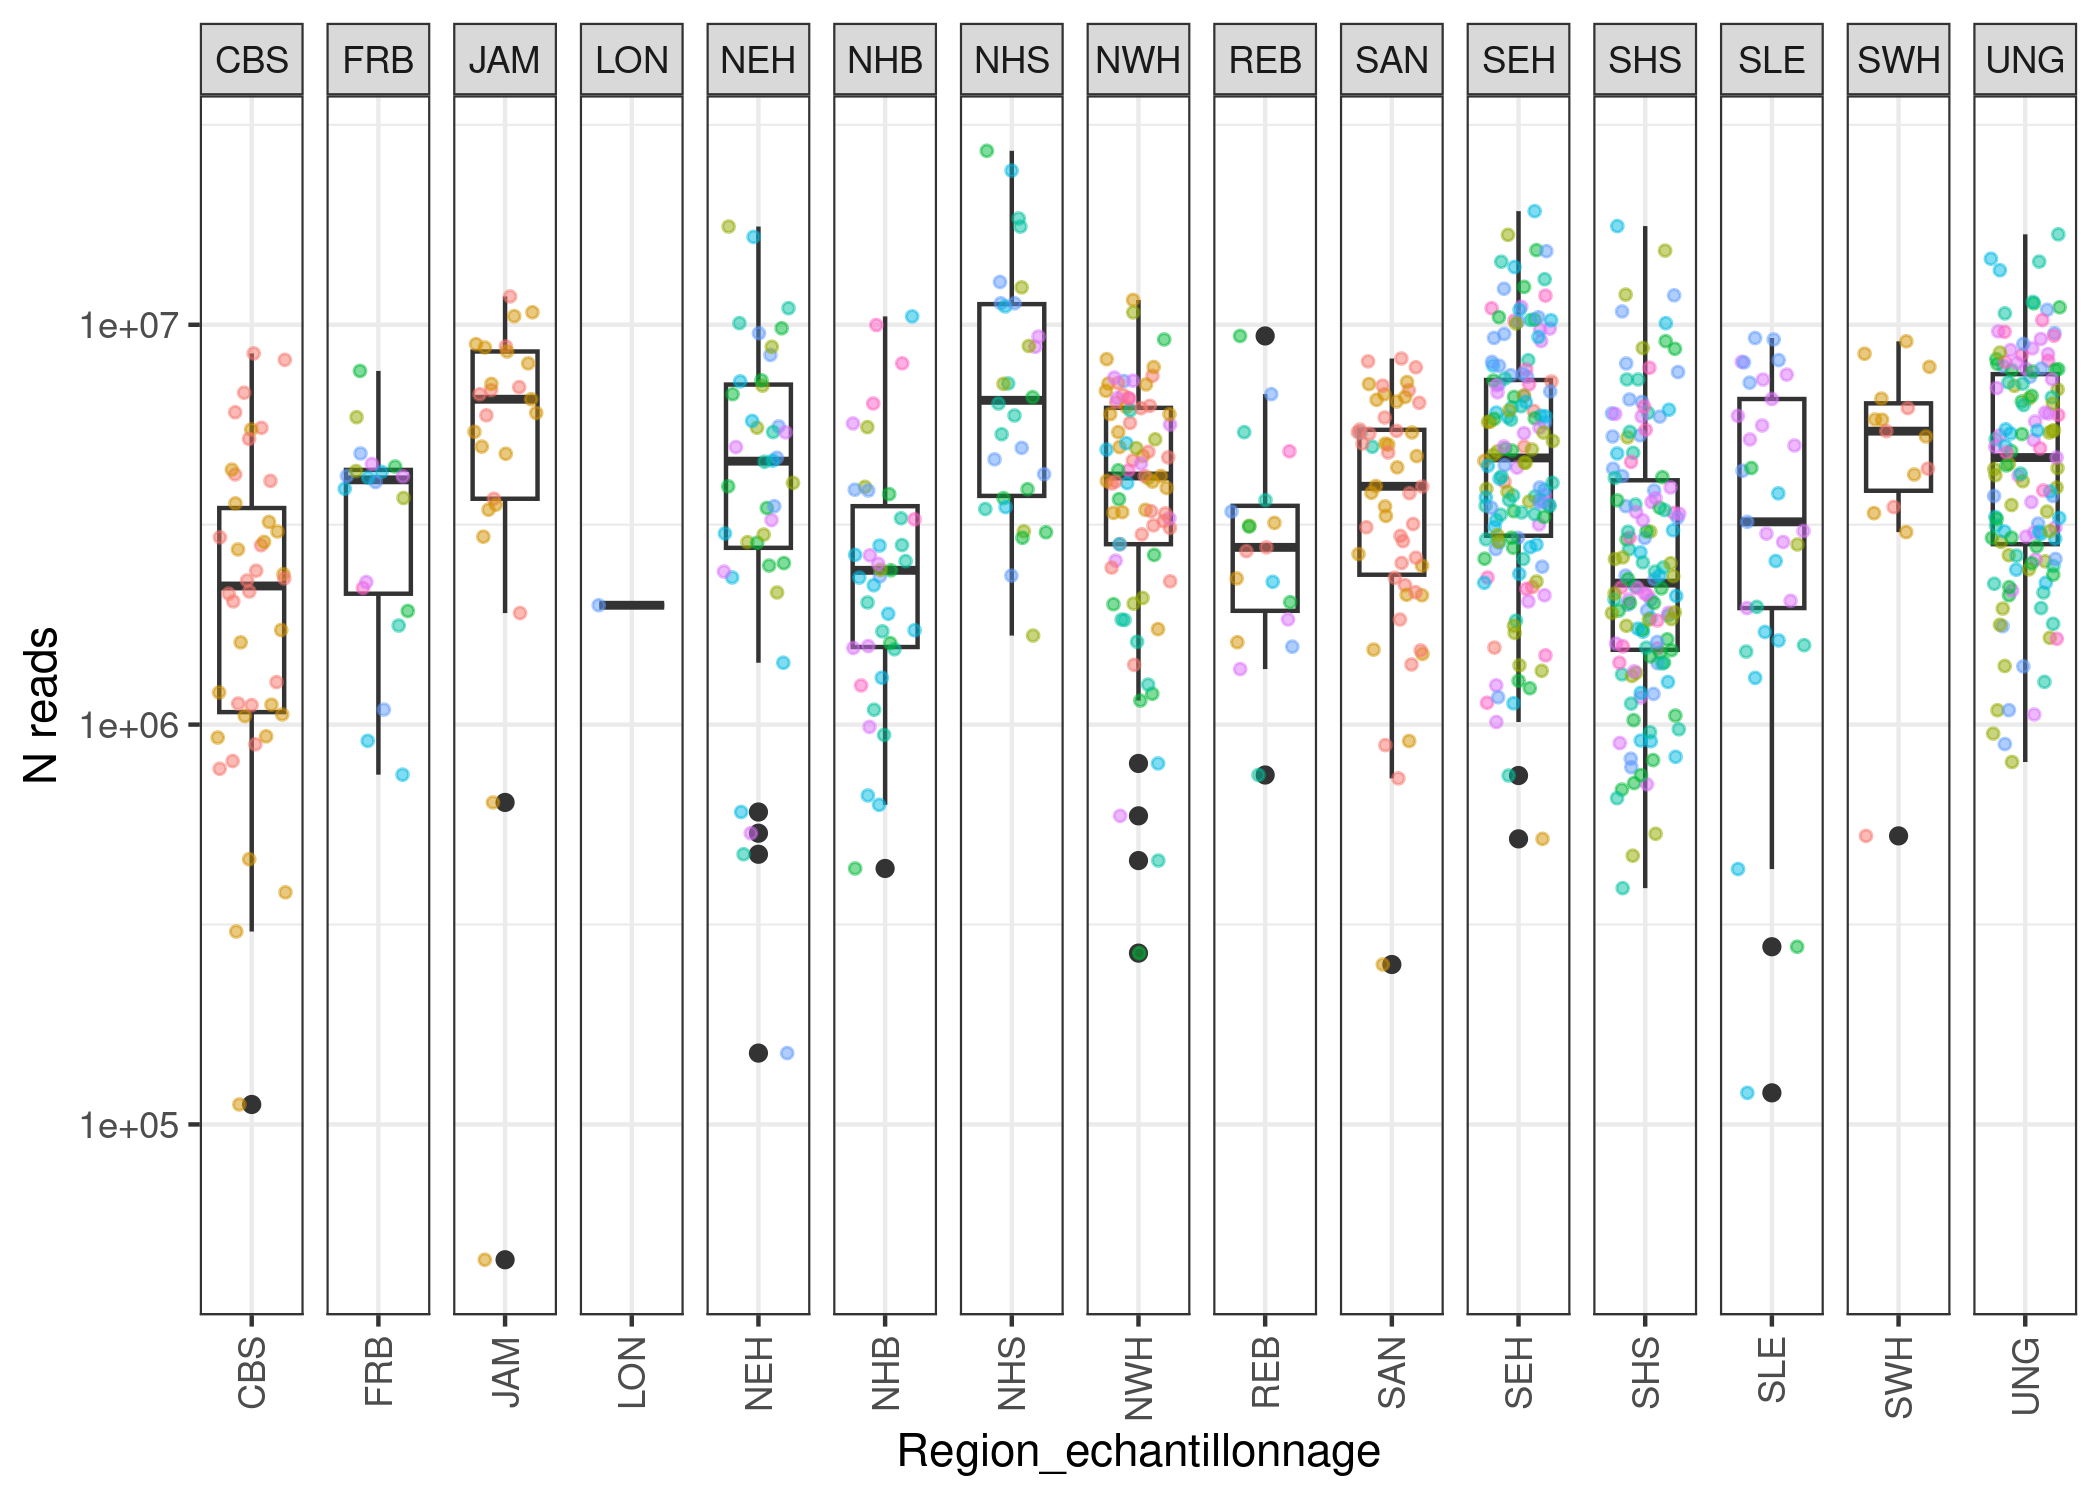 CBS FRB JAM LON NEH NHB NHS NWH REB SAN SEH SHS SLE SWH UNG
1e+07
1e+06
1e+05
N reads
CBS FRB JAM LON NEH NHB NHS NWH REB SAN SEH SHS SLE SWH UNG
Region_echantillonnage